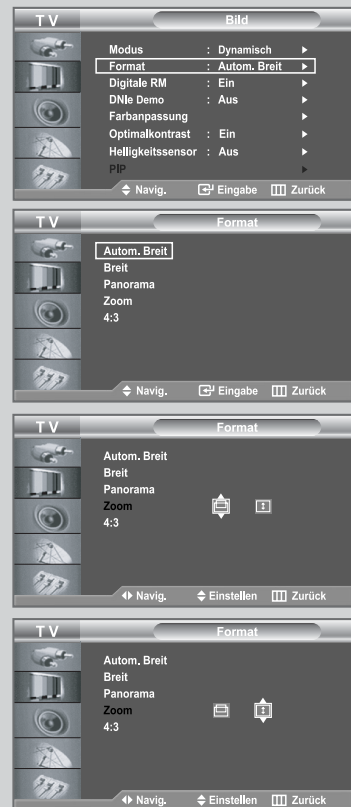 TV Bild
Modus : Dynamisch
Format : Autom. Breit
Digitale RM : Ein
DNIe Demo : Aus
Farbanpassung
Optimalkontrast : Ein
Helligkeitssensor : Aus
PIP
Navig. Eingabe Zurück
TV Format
Autom. Breit
Breit
Panorama
Zoom
4:3
Navig. Eingabe Zurück
TV Format
Autom. Breit
Breit
Panorama
Zoom
4:3
Navig. Einstellen Zurück
TV Format
Autom. Breit
Breit
Panorama
Zoom
4:3
Navig. Einstellen Zurück